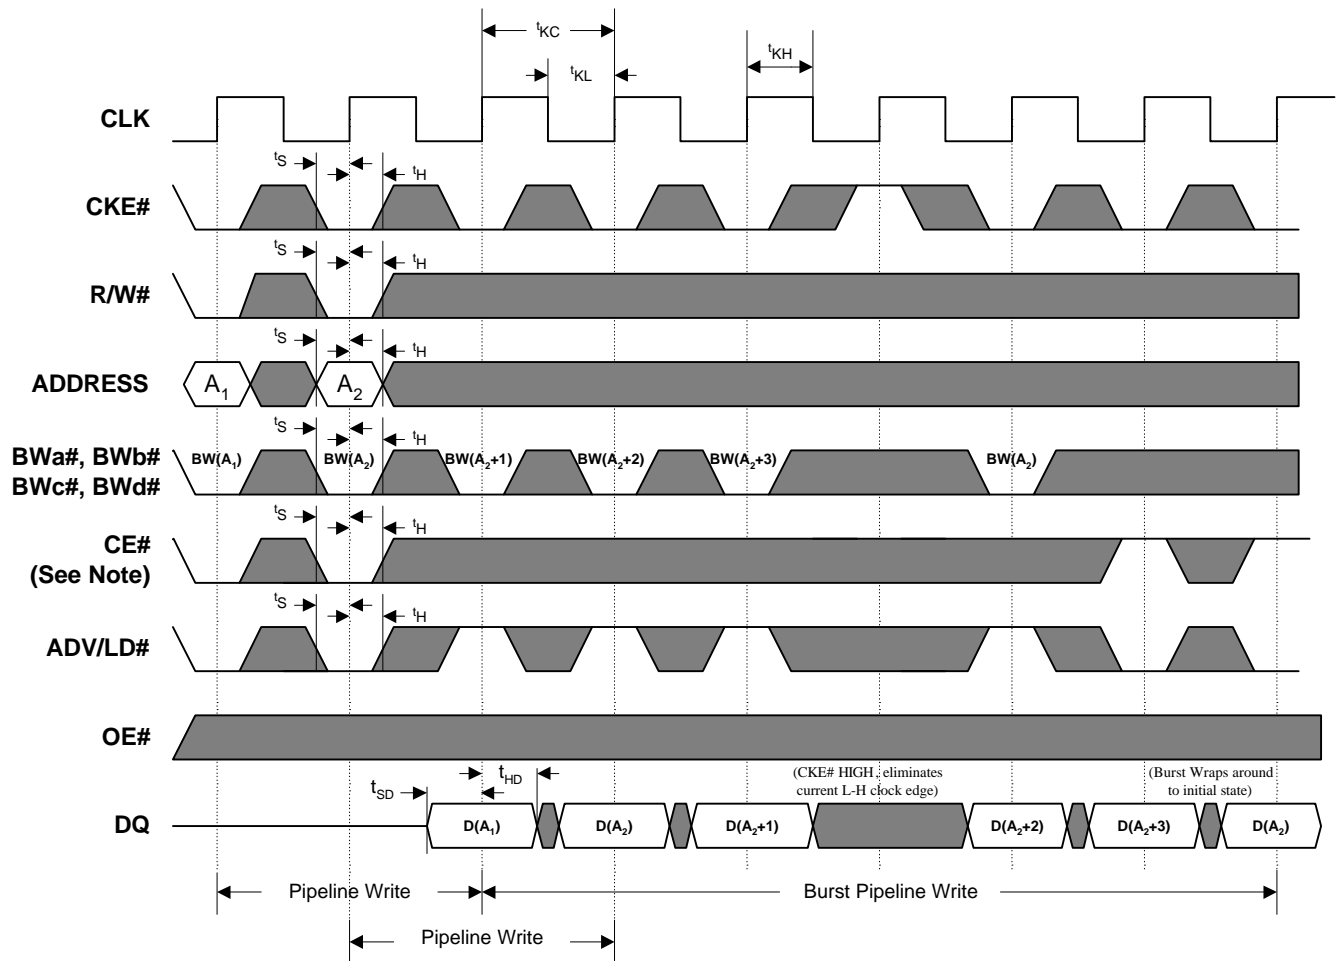 tKC
tKL
tKH
CLK
tS
tH
CKE#
tS
tH
R/W#
tS
tH
ADDRESS
A1
A2
tS
tH
BWa#, BWb#
BWc#, BWd#
BW(A1)
BW(A2)
BW(A2+1)
BW(A2+2)
BW(A2+3)
BW(A2)
tS
tH
CE#
(See Note)
tS
tH
ADV/LD#
OE#
tSD
tHD
(CKE# HIGH, eliminates
current L-H clock edge)
(Burst Wraps around
to initial state)
DQ
D(A1)
D(A2)
D(A2+1)
D(A2+2)
D(A2+3)
D(A2)
Pipeline Write
Burst Pipeline Write
Pipeline Write